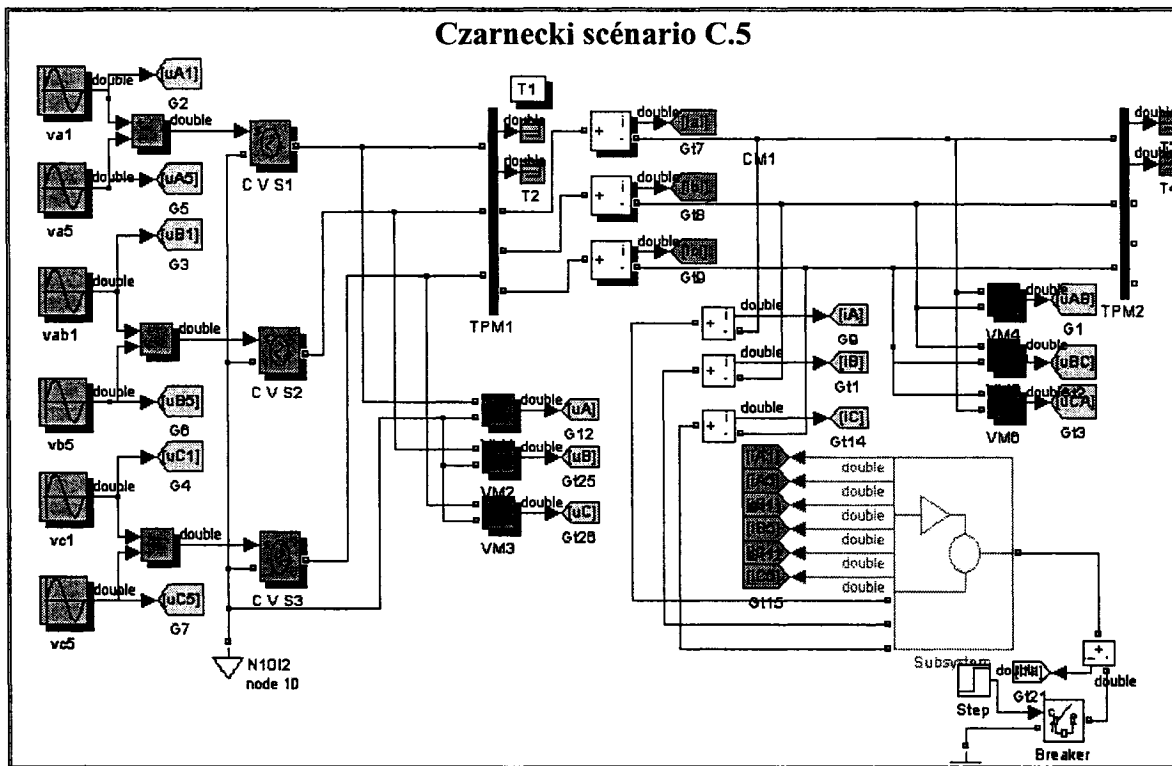 Czarnecki scénario C.5
double
[uA1]
G2
va1
double
double
[uA5]
G5
va5
C V S1
[uB1]
G3
double
vab1
double
C V S2
double
[uB5]
G6
vb5
[uC1]
G4
double
vc1
double
C V S3
double
[uC5]
G7
vc5
N10I2
node 10
T1
double
double
T2
TPM1
double
Gt7
CM1
double
Gt8
double
Gt9
double
[iA]
G9
double
[iB]
Gt1
double
[iC]
Gt14
double
[uA]
G12
double
[uB]
VM2
Gt25
double
[uC]
VM3
Gt26
double
[uAB]
VM4
G1
double
[uBC]
[uCA]
VM6
Gt3
double
double
TPM2
double
double
double
double
double
double
Gt15
Subsystem
Gt21
double
Step
Breaker